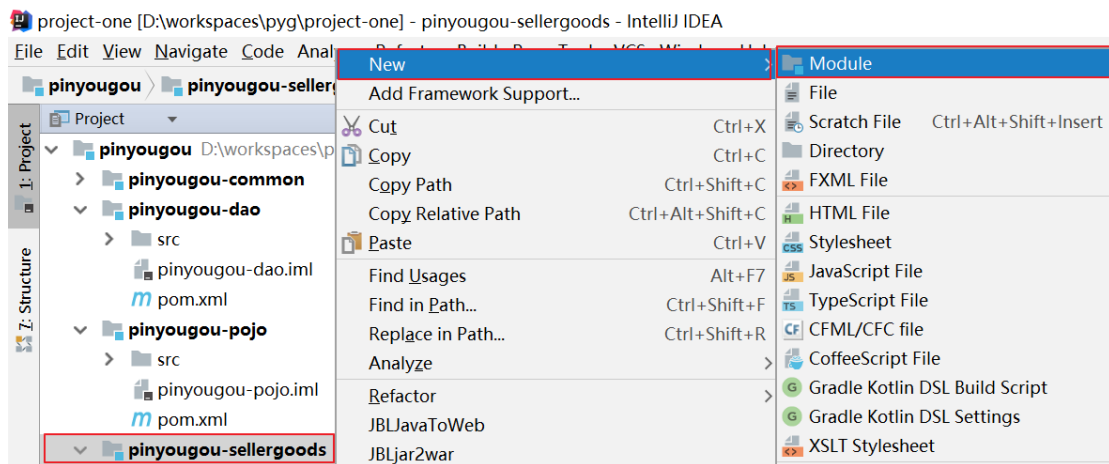 project-one [D:\workspaces\pyg\project-one] - pinyougou-sellergoods - IntelliJ IDEA
File Edit View Navigate Code Anal
pinyougou pinyougou-seller
Project
1: Project
7: Structure
pinyougou D:\workspaces\p
pinyougou-common
pinyougou-dao
src
pinyougou-dao.iml
pom.xml
pinyougou-pojo
src
pinyougou-pojo.iml
pom.xml
pinyougou-sellergoods
New
Add Framework Support...
Cut Ctrl+X
Copy Ctrl+C
Copy Path Ctrl+Shift+C
Copy Relative Path Ctrl+Alt+Shift+C
Paste Ctrl+V
Find Usages Alt+F7
Find in Path... Ctrl+Shift+F
Replace in Path... Ctrl+Shift+R
Analyze
Refactor
JBLJavaToWeb
JBLjar2war
Module
File
Scratch File Ctrl+Alt+Shift+Insert
Directory
FXML File
HTML File
Stylesheet
JavaScript File
TypeScript File
CFML/CFC file
CoffeeScript File
Gradle Kotlin DSL Build Script
Gradle Kotlin DSL Settings
XSLT Stylesheet